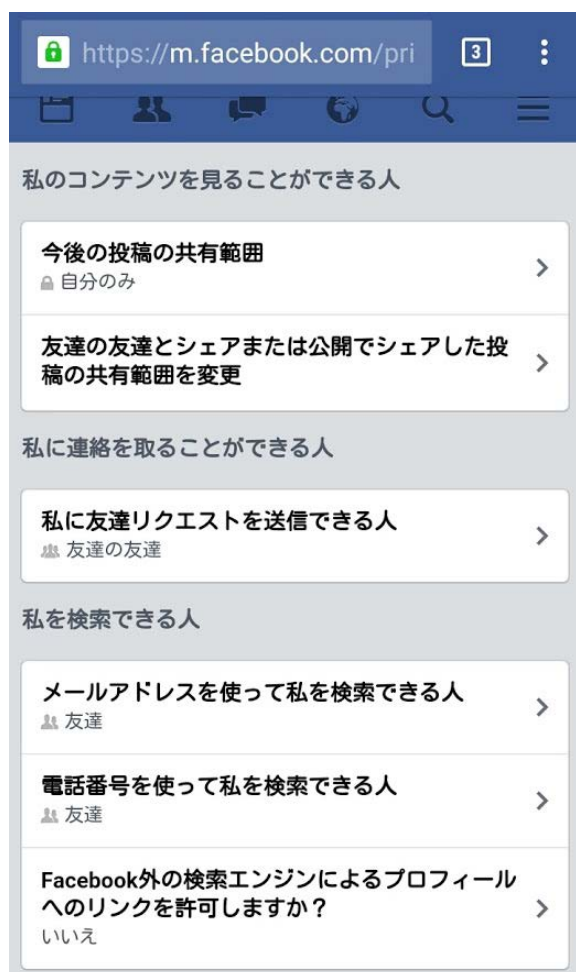 https://m.facebook.com/pri
3
私のコンテンツを見ることができる人
今後の投稿の共有範囲
自分のみ
友達の友達とシェアまたは公開でシェアした投
稿の共有範囲を変更
私に連絡を取ることができる人
私に友達リクエストを送信できる人
友達の友達
私を検索できる人
メールアドレスを使って私を検索できる人
友達
電話番号を使って私を検索できる人
友達
Facebook外の検索エンジンによるプロフィール
へのリンクを許可しますか？
いいえ